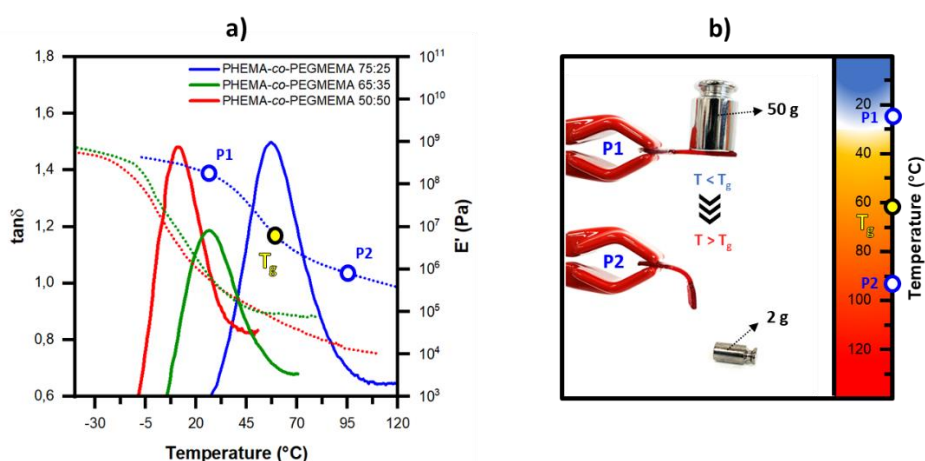 a)
1,8
1,6
1,4
1,2
1,0
0,8
0,6
tanδ
PHEMA-co-PEGMEMA 75:25
PHEMA-co-PEGMEMA 65:35
PHEMA-co-PEGMEMA 50:50
P1
Tg
P2
10¹¹
10¹⁰
10⁹
10⁸
10⁷
10⁶
10⁵
10⁴
10³
E' (Pa)
-30 -5 20 45 70 95 120
Temperature (°C)
b)
50 g
P1
T < Tg
T > Tg
P2
2 g
20
P1
40
60
Tg
80
P2
100
120
Temperature (°C)